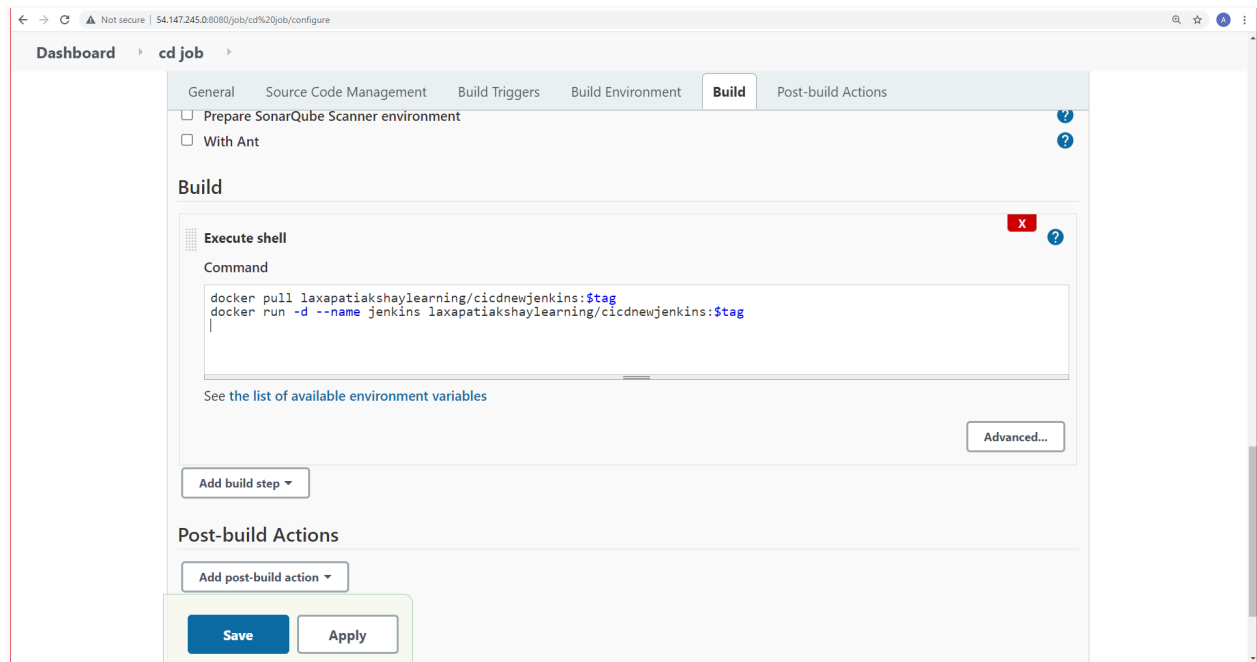 Not secure | 54.147.245.0:8080/job/cd%20job/configure
A
Dashboard cd job
General Source Code Management Build Triggers Build Environment Build Post-build Actions
Prepare SonarQube Scanner environment ?
With Ant ?
Build
X
Execute shell ?
Command
docker pull laxapatiakshaylearning/cicdnewjenkins:$tag
docker run -d --name jenkins laxapatiakshaylearning/cicdnewjenkins:$tag
See the list of available environment variables
Advanced...
Add build step
Post-build Actions
Add post-build action
Save Apply